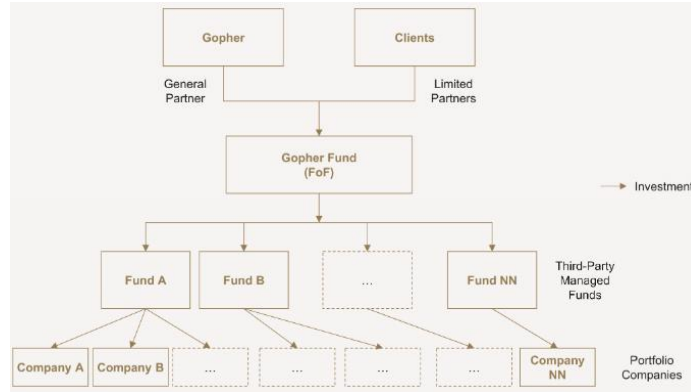 Gopher
Clients
General
Partner
Limited
Partners
Gopher Fund
(FoF)
Investment
Fund A
Fund B
...
Fund NN
Third-Party
Managed
Funds
Company A
Company B
...
...
...
...
Company
NN
Portfolio
Companies